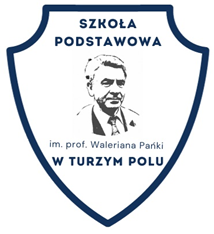 SZKOŁA
PODSTAWOWA
im. prof. Waleriana Pańki
W TURZYM POLU